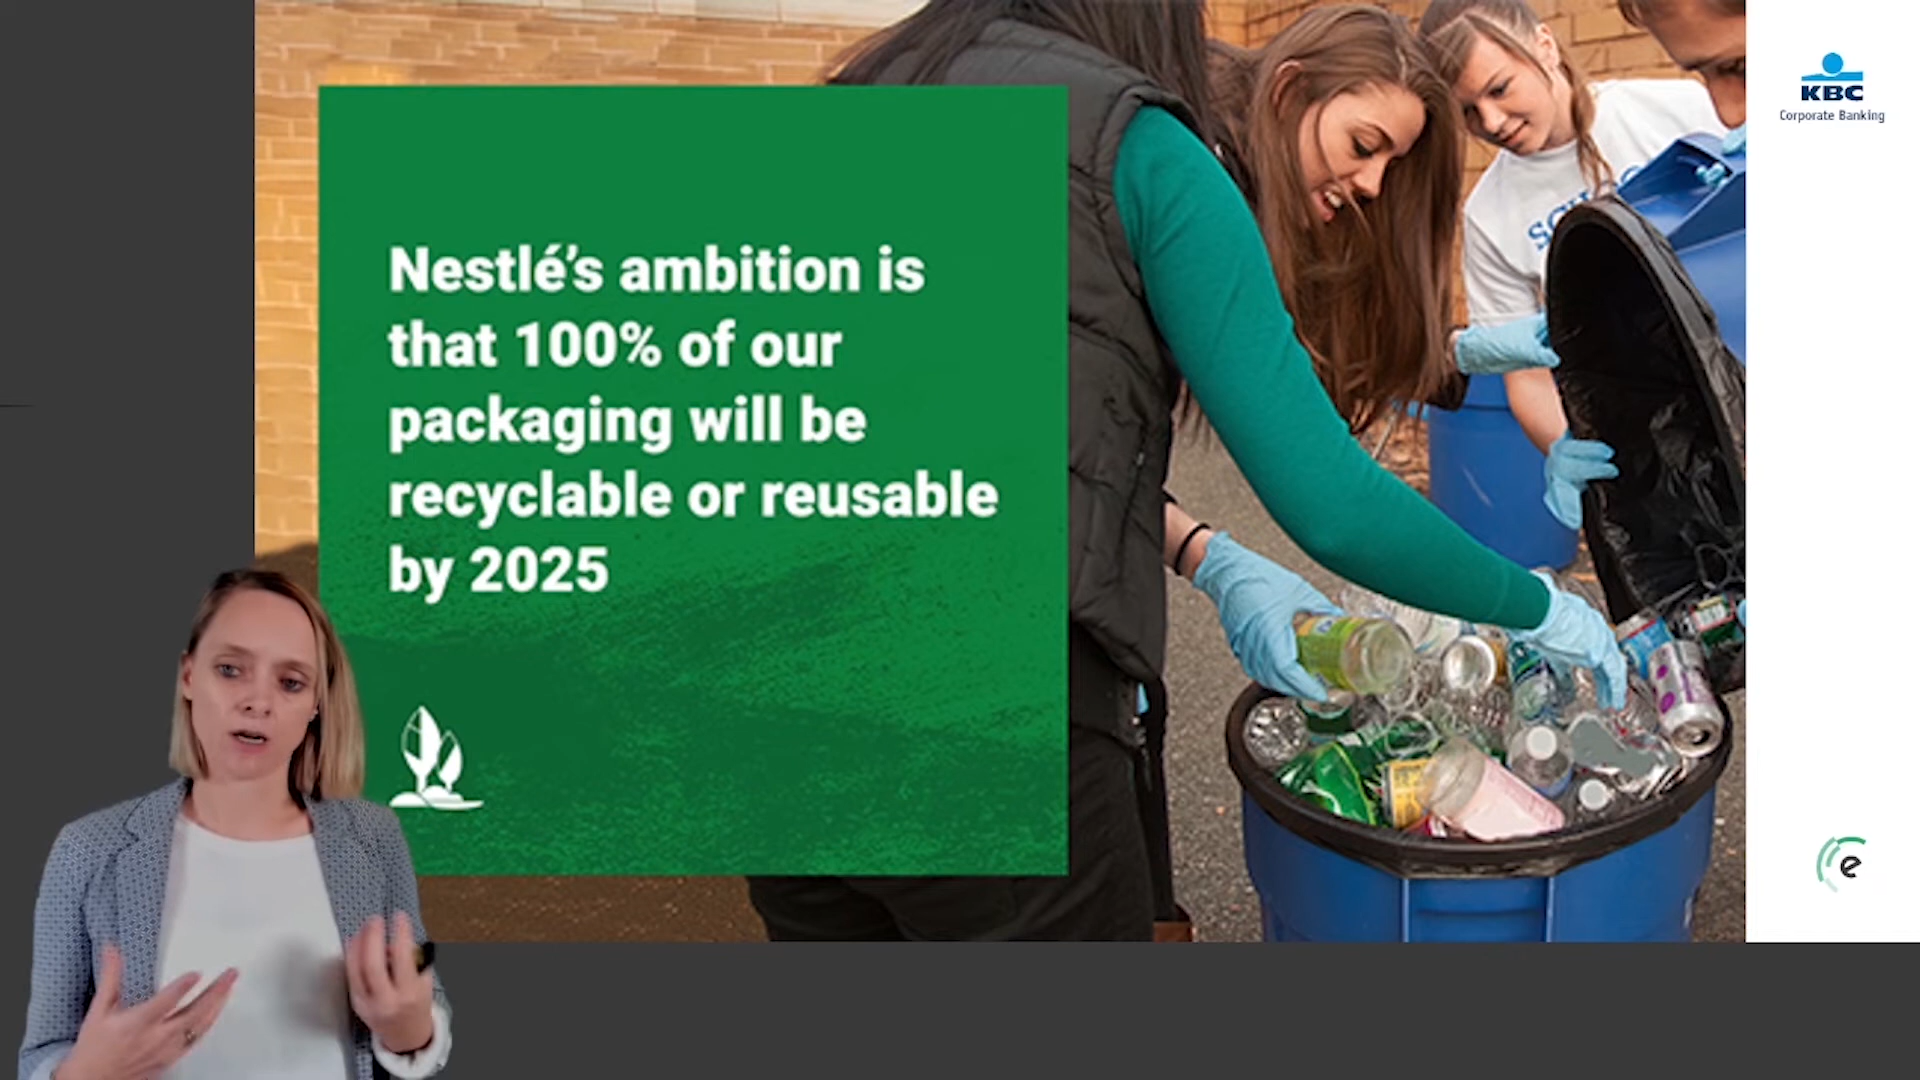 Nestlé’s ambition is
that 100% of our
packaging will be
recyclable or reusable
by 2025
KBC
Corporate Banking
e